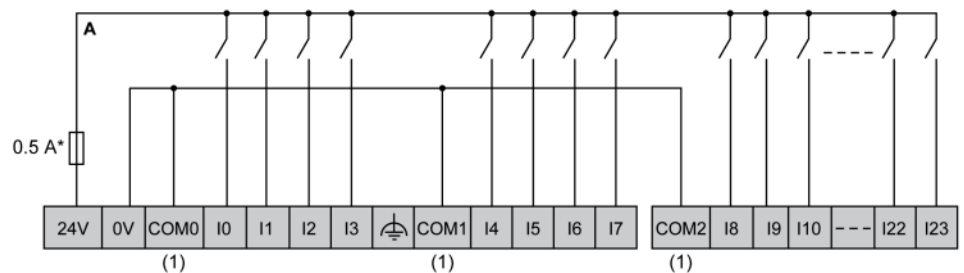 A
0.5 A*
24V 0V COM0 I0 I1 I2 I3 COM1 I4 I5 I6 I7 COM2 I8 I9 I10 I22 I23
(1) (1) (1)